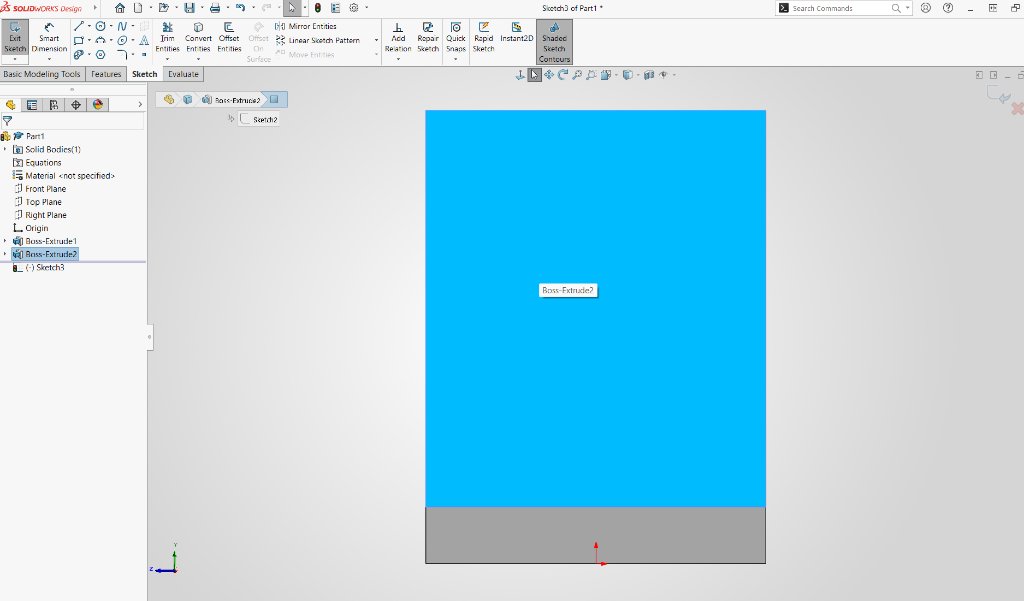 SOLIDWORKS Design
Sketch3 of Part1 *
Search Commands
Exit Sketch
Smart Dimension
Trim Entities
Convert Entities
Offset Entities
Offset On Surface
Mirror Entities
Linear Sketch Pattern
Move Entities
Add Relation
Repair Sketch
Quick Snaps
Rapid Sketch
Instant2D
Shaded Sketch Contours
Basic Modeling Tools
Features
Sketch
Evaluate
Boss-Extrude2
Sketch2
Part1
Solid Bodies(1)
Equations
Material <not specified>
Front Plane
Top Plane
Right Plane
Origin
Boss-Extrude1
Boss-Extrude2
(-) Sketch3
Boss-Extrude2
Y
Z